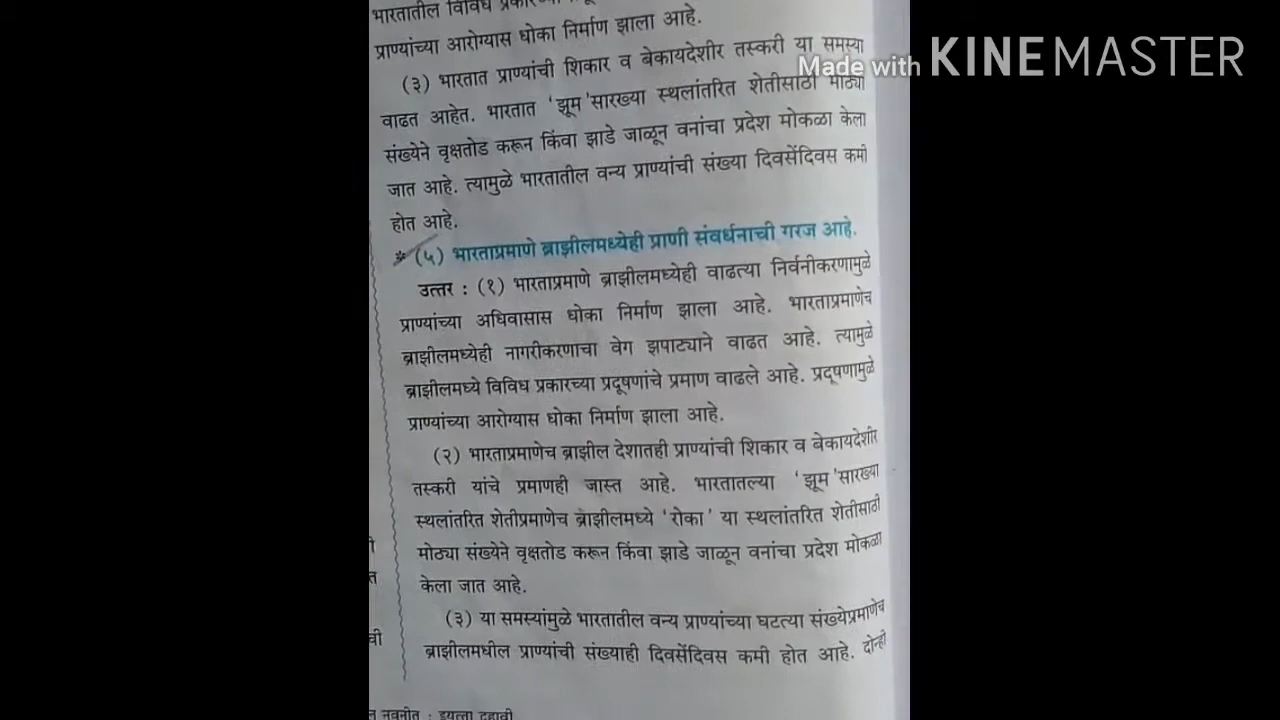 भारतातील विविध
प्राण्यांच्या आरोग्यास धोका निर्माण झाला आहे.
(३) भारतात प्राण्यांची शिकार व बेकायदेशीर तस्करी या समस्या
Made with KINEMASTER
वाढत आहेत. भारतात 'झूम'सारख्या स्थलांतरित शेतीसाठी मोठ्या
संख्येने वृक्षतोड करून किंवा झाडे जाळून वनांचा प्रदेश मोकळा केला
जात आहे. त्यामुळे भारतातील वन्य प्राण्यांची संख्या दिवसेंदिवस कमी
होत आहे.
* (५) भारताप्रमाणे ब्राझीलमध्येही प्राणी संवर्धनाची गरज आहे.
उत्तर : (१) भारताप्रमाणे ब्राझीलमध्येही वाढत्या निर्वनीकरणामुळे
प्राण्यांच्या अधिवासास धोका निर्माण झाला आहे. भारताप्रमाणेच
ब्राझीलमध्येही नागरीकरणाचा वेग झपाट्याने वाढत आहे. त्यामुळे
ब्राझीलमध्ये विविध प्रकारच्या प्रदूषणांचे प्रमाण वाढले आहे. प्रदूषणामुळे
प्राण्यांच्या आरोग्यास धोका निर्माण झाला आहे.
(२) भारताप्रमाणेच ब्राझील देशातही प्राण्यांची शिकार व बेकायदेशीर
तस्करी यांचे प्रमाणही जास्त आहे. भारतातल्या 'झूम'सारख्या
स्थलांतरित शेतीप्रमाणेच ब्राझीलमध्ये 'रोका' या स्थलांतरित शेतीसाठी
मोठ्या संख्येने वृक्षतोड करून किंवा झाडे जाळून वनांचा प्रदेश मोकळा
केला जात आहे.
(३) या समस्यांमुळे भारतातील वन्य प्राण्यांच्या घटत्या संख्येप्रमाणेच
ब्राझीलमधील प्राण्यांची संख्याही दिवसेंदिवस कमी होत आहे. दोन्ही
नवनीत : इयत्ता दहावी